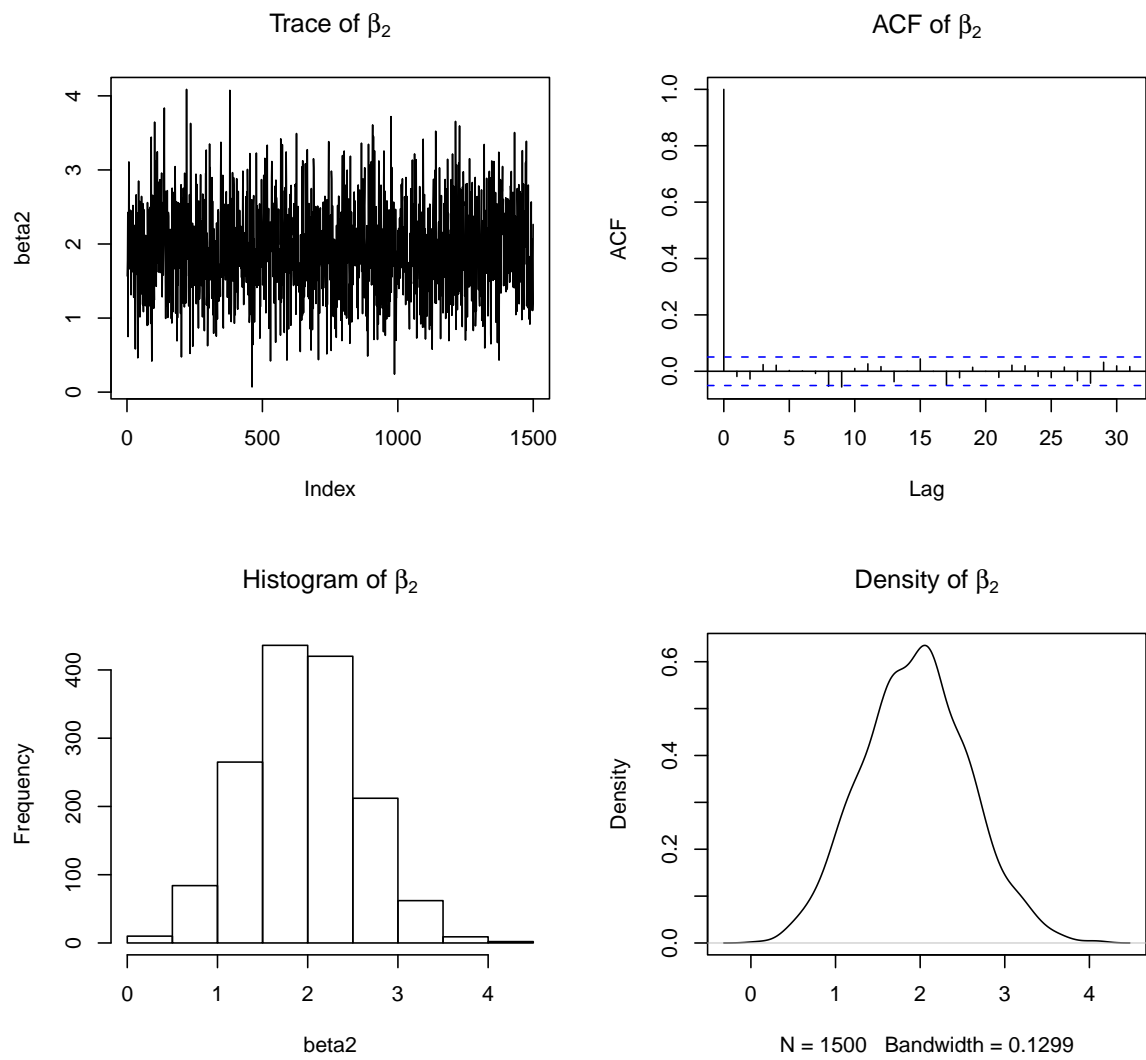 Trace of β2
ACF of β2
beta2
0 1 2 3 4
0 500 1000 1500
Index
ACF
0.0 0.2 0.4 0.6 0.8 1.0
0 5 10 15 20 25 30
Lag
Histogram of β2
Density of β2
Frequency
0 100 200 300 400
0 1 2 3 4
beta2
Density
0.0 0.2 0.4 0.6
0 1 2 3 4
N = 1500 Bandwidth = 0.1299